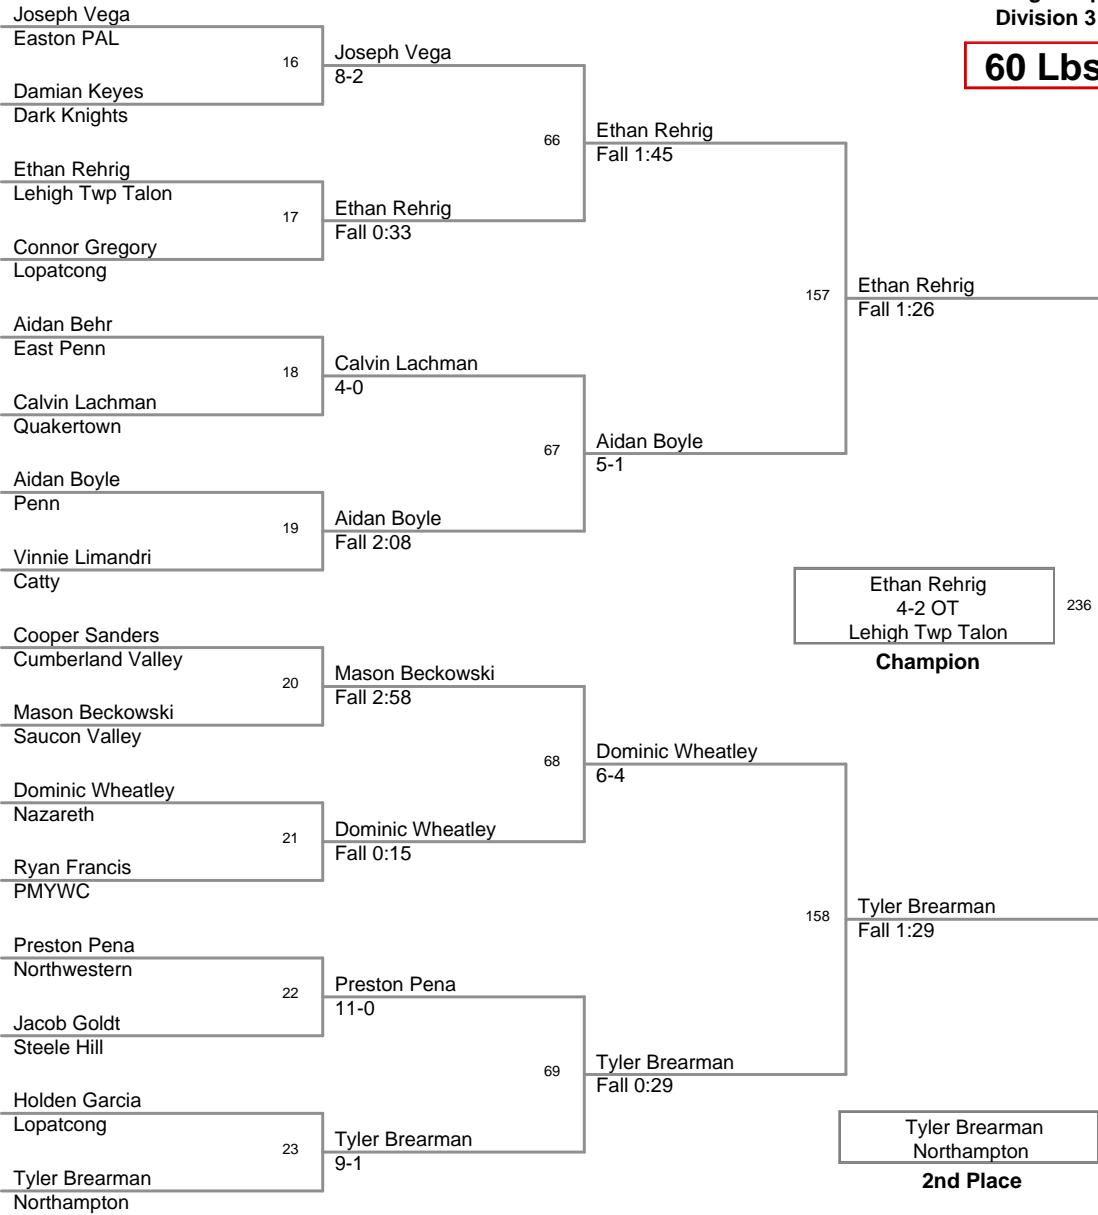 Division 3
60 Lbs
Joseph Vega
Easton PAL
16
Joseph Vega
8-2
Damian Keyes
Dark Knights
66
Ethan Rehrig
Fall 1:45
Ethan Rehrig
Lehigh Twp Talon
17
Ethan Rehrig
Fall 0:33
Connor Gregory
Lopatcong
157
Ethan Rehrig
Fall 1:26
Aidan Behr
East Penn
18
Calvin Lachman
4-0
Calvin Lachman
Quakertown
67
Aidan Boyle
5-1
Aidan Boyle
Penn
19
Aidan Boyle
Fall 2:08
Vinnie Limandri
Catty
Ethan Rehrig
4-2 OT
Lehigh Twp Talon
236
Champion
Cooper Sanders
Cumberland Valley
20
Mason Beckowski
Fall 2:58
Mason Beckowski
Saucon Valley
68
Dominic Wheatley
6-4
Dominic Wheatley
Nazareth
21
Dominic Wheatley
Fall 0:15
Ryan Francis
PMYWC
158
Tyler Brearman
Fall 1:29
Preston Pena
Northwestern
22
Preston Pena
11-0
Jacob Goldt
Steele Hill
69
Tyler Brearman
Fall 0:29
Holden Garcia
Lopatcong
23
Tyler Brearman
9-1
Tyler Brearman
Northampton
Tyler Brearman
Northampton
2nd Place